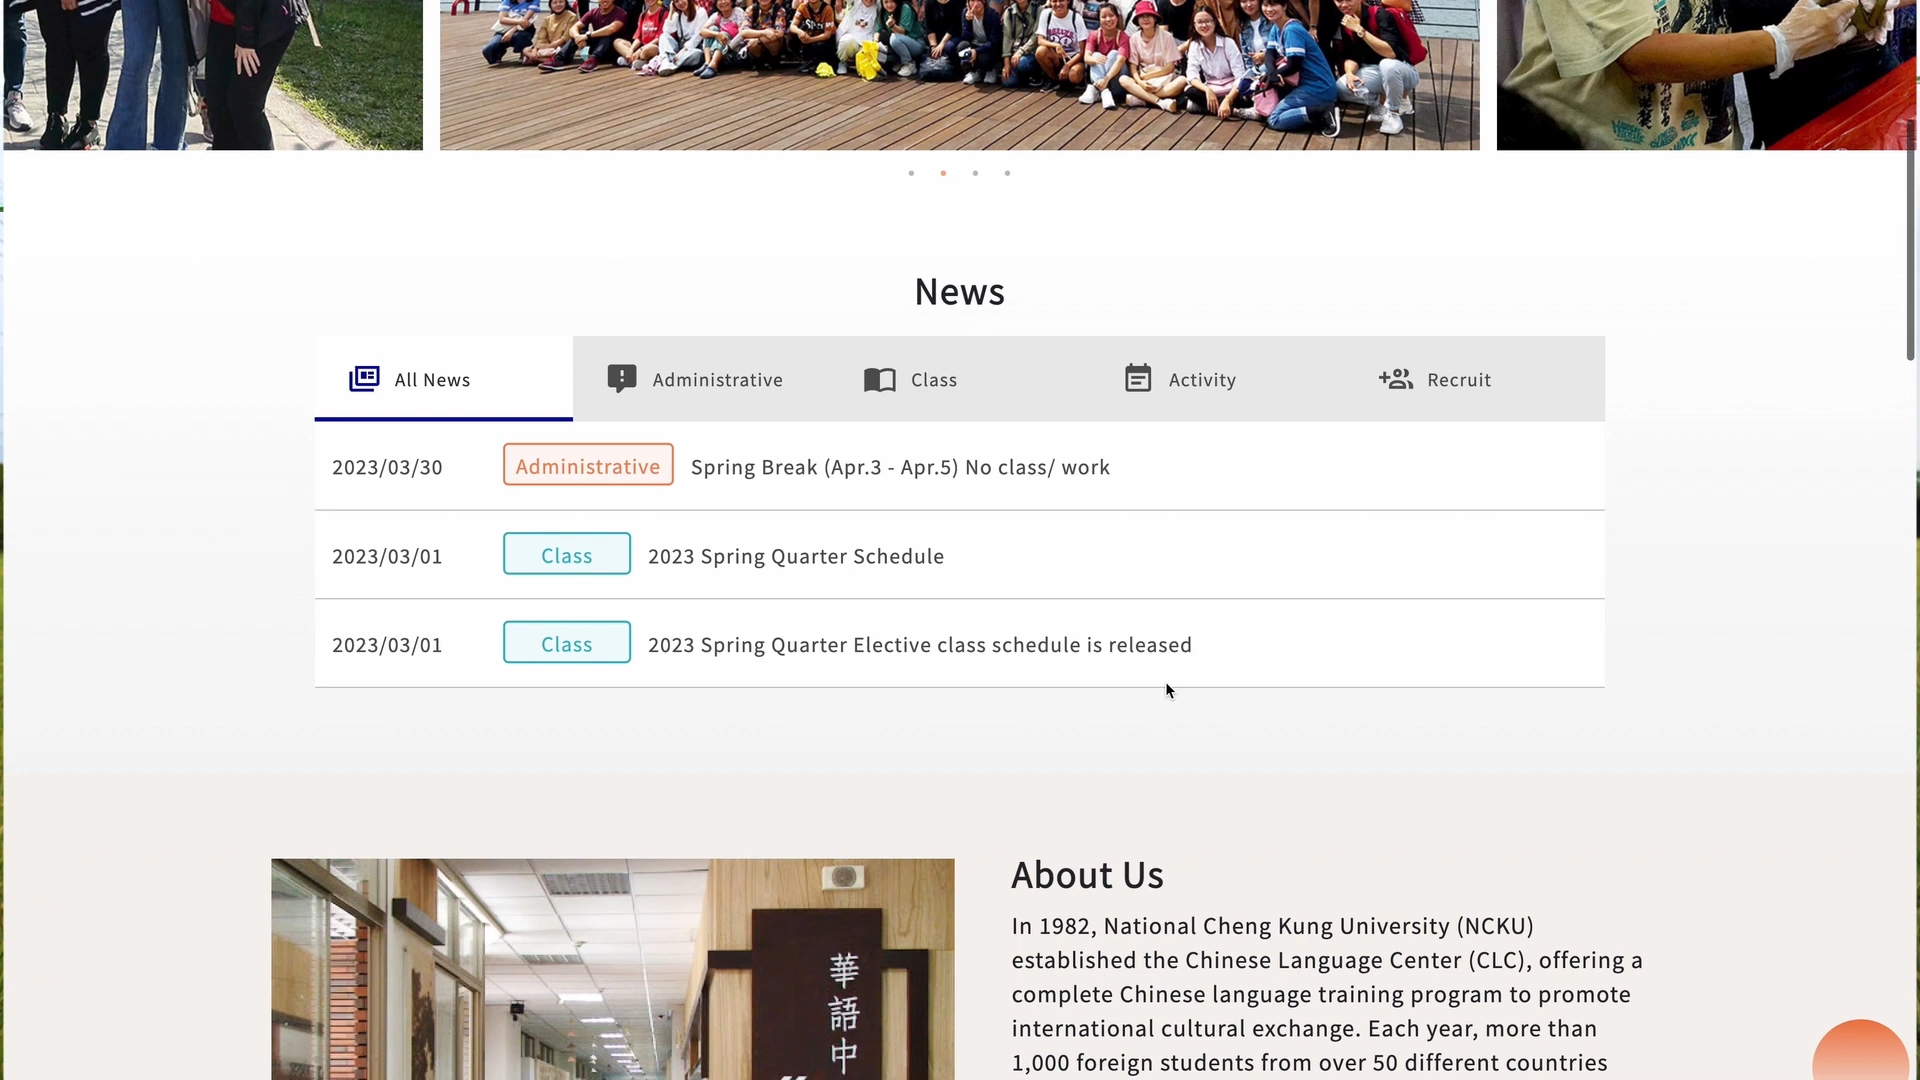 News
All News
Administrative
Class
Activity
Recruit
2023/03/30 Administrative Spring Break (Apr.3 - Apr.5) No class/ work
2023/03/01 Class 2023 Spring Quarter Schedule
2023/03/01 Class 2023 Spring Quarter Elective class schedule is released
About Us
In 1982, National Cheng Kung University (NCKU)
established the Chinese Language Center (CLC), offering a
complete Chinese language training program to promote
international cultural exchange. Each year, more than
1,000 foreign students from over 50 different countries
華語中